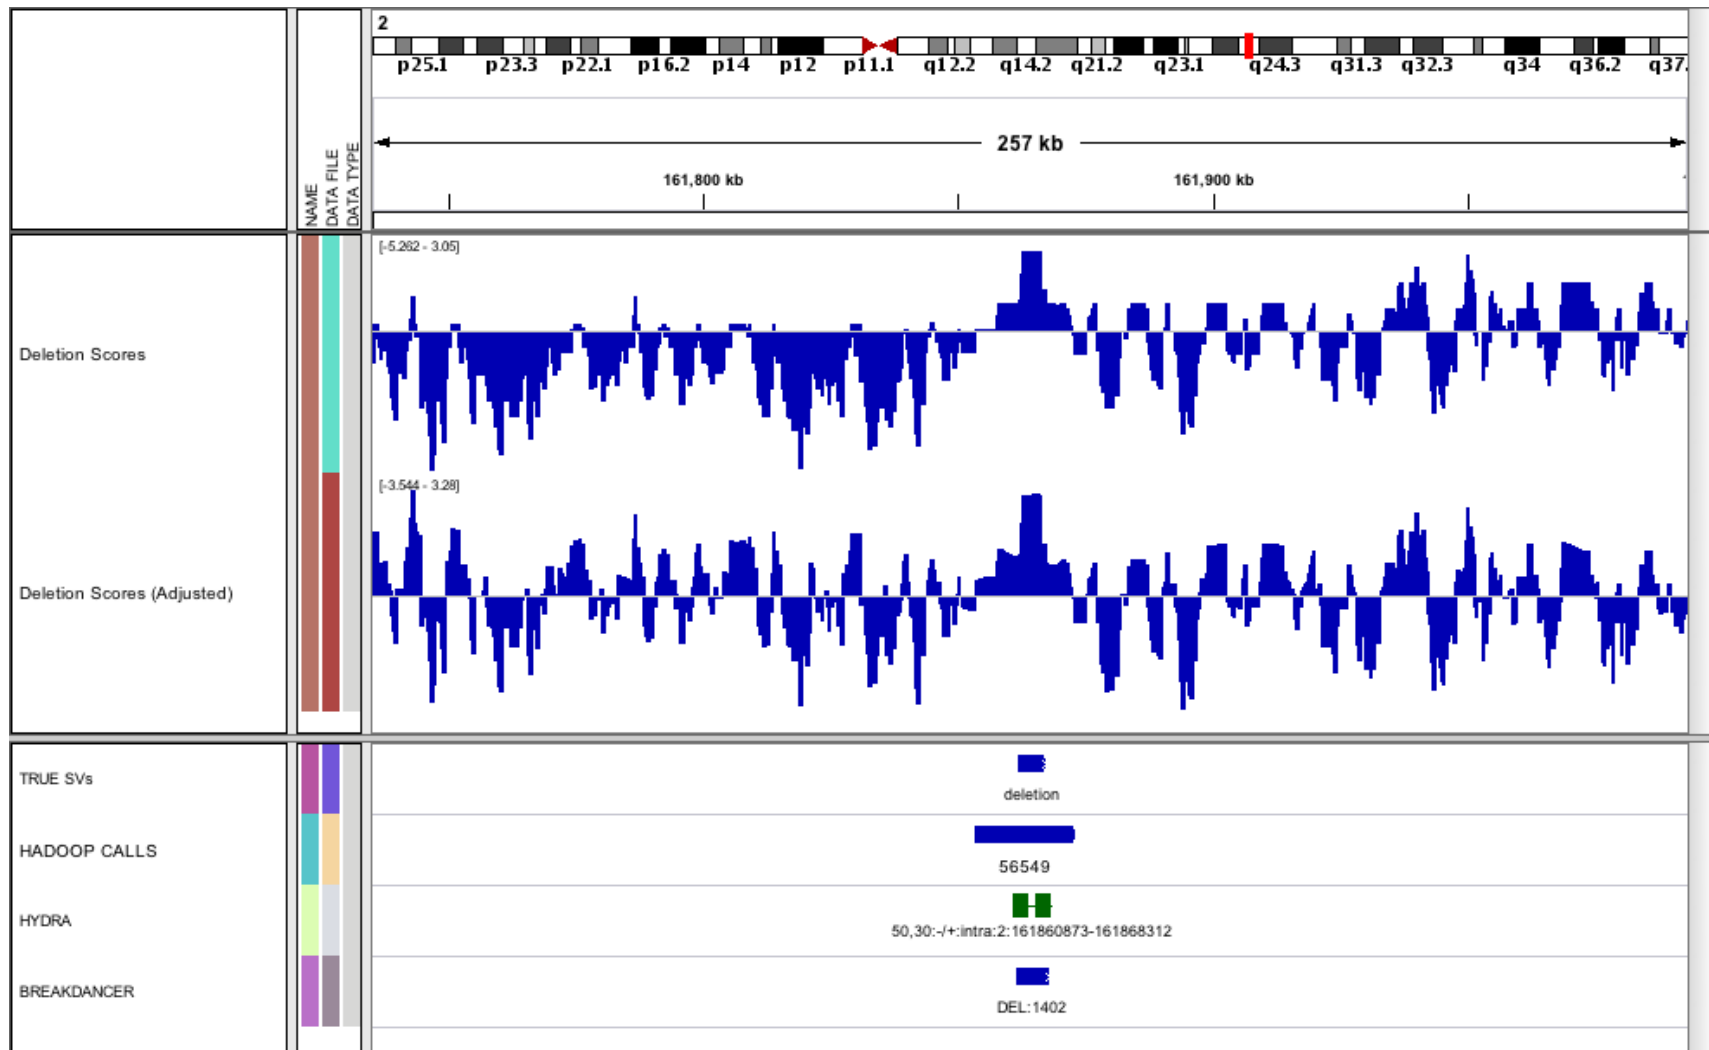 2
p25.1 p23.3 p22.1 p16.2 p14 p12 p11.1 q12.2 q14.2 q21.2 q23.1 q24.3 q31.3 q32.3 q34 q36.2 q37.
257 kb
161,800 kb 161,900 kb
NAME
DATA FILE
DATA TYPE
[-5.262 - 3.05]
Deletion Scores
[-3.544 - 3.28]
Deletion Scores (Adjusted)
TRUE SVs
deletion
HADOOP CALLS
56549
HYDRA
50,30:-/+:intra:2:161860873-161868312
BREAKDANCER
DEL:1402